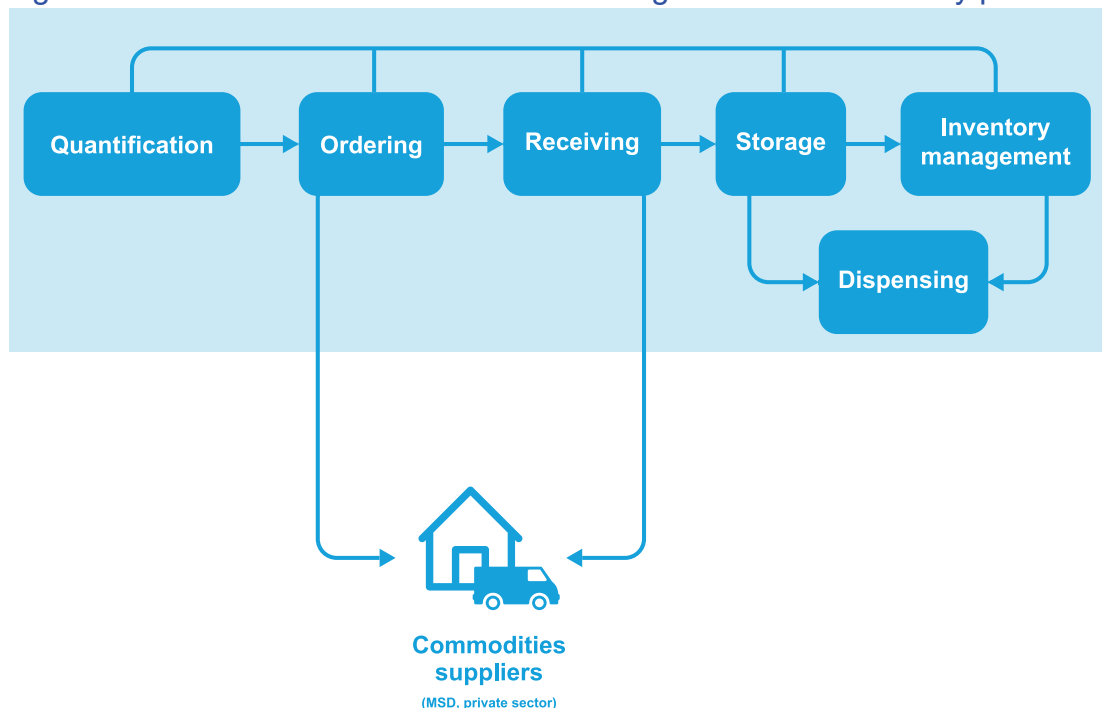 Quantification
Ordering
Receiving
Storage
Inventory
management
Dispensing
Commodities
suppliers
(MSD, private sector)